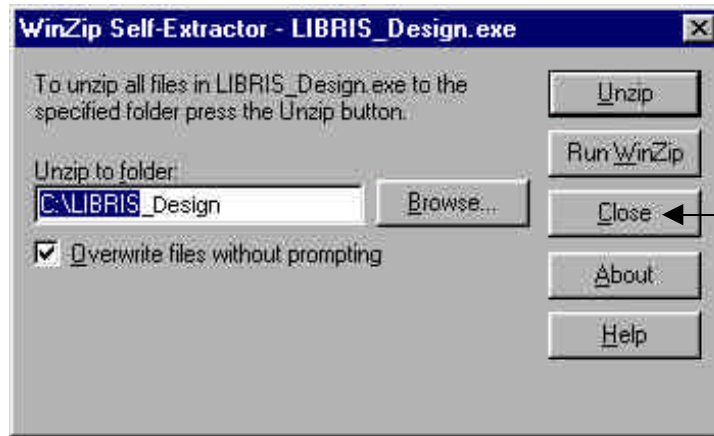 WinZip Self-Extractor - LIBRIS_Design.exe
To unzip all files in LIBRIS_Design.exe to the
specified folder press the Unzip button.
Unzip to folder:
C:\LIBRIS_Design
Browse...
Overwrite files without prompting
Unzip
Run WinZip
Close
About
Help